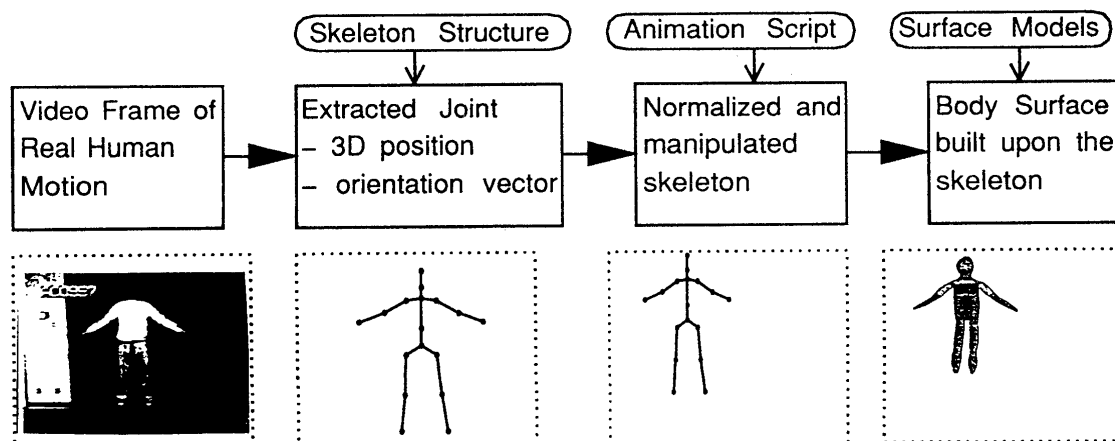 Skeleton Structure
Animation Script
Surface Models
Video Frame of
Real Human
Motion
Extracted Joint
– 3D position
– orientation vector
Normalized and
manipulated
skeleton
Body Surface
built upon the
skeleton